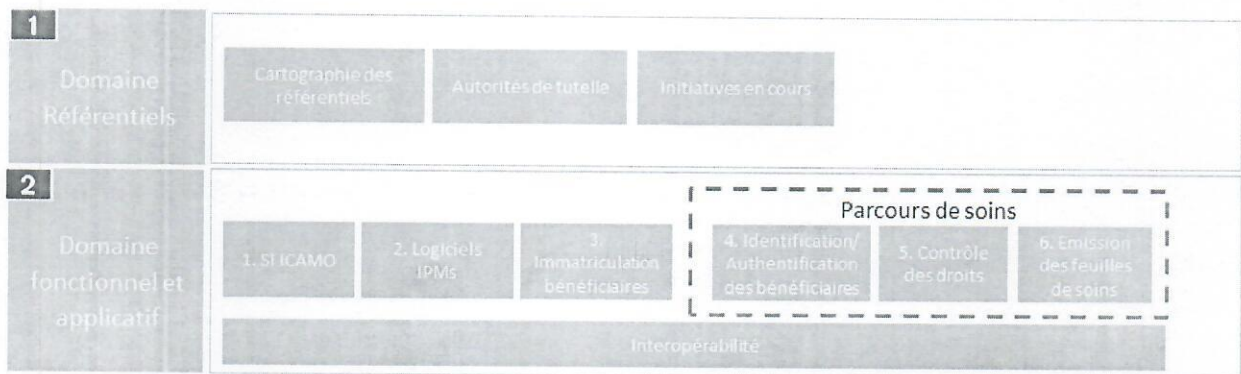 1
Domaine
Référentiels
Cartographie des
référentiels
Autorités de tutelle
Initiatives en cours
2
Domaine
fonctionnel et
applicatif
1. SI ICAMO
2. Logiciels
IPMs
3.
Immatriculation
bénéficiaires
Parcours de soins
4. Identification/
Authentification
des bénéficiaires
5. Contrôle
des droits
6. Emission
des feuilles
de soins
Interopérabilité